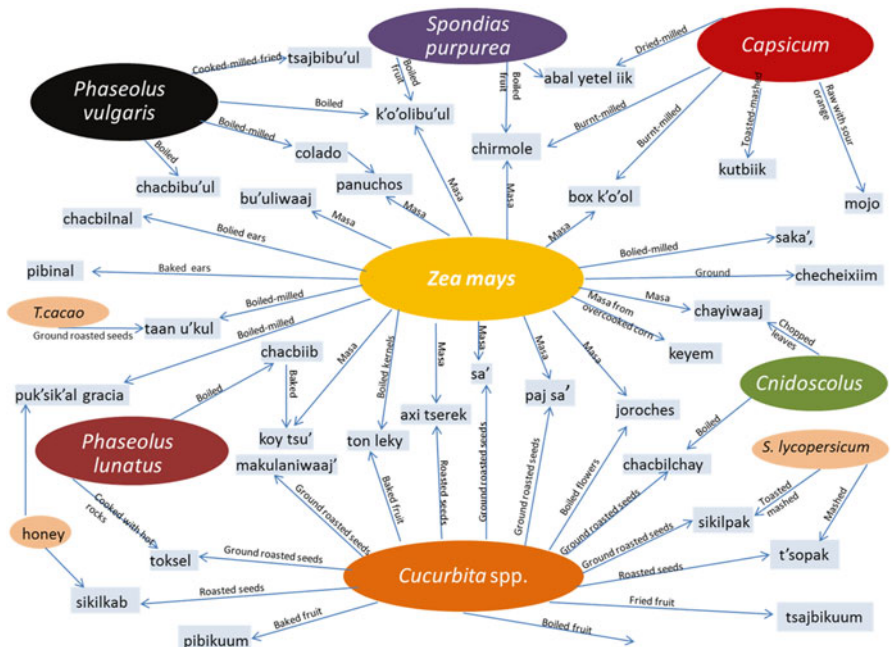 Spondias
purpurea
Capsicum
Phaseolus
vulgaris
Cooked-milled-fried
tsajbibu'ul
Boiled
fruit
Boiled
fruit
Dried-milled
abal yetel iik
Boiled
k'o'olibu'ul
Burnt-milled
Burnt-milled
Toasted-mashed
Raw with sour
orange
Boiled-milled
colado
chirmole
kutbiik
mojo
Boiled
chacbibu'ul
panuchos
Masa
bu'uliwaaj
Masa
Masa
Masa
Masa
box k'o'ol
chacbilnal
Bolied ears
Bolied-milled
saka',
pibinal
Baked ears
Zea mays
Ground
checheixiim
T.cacao
Ground roasted seeds
taan u'kul
Boiled-milled
Boiled-milled
Masa
chayiwaaj
Masa from
overcooked corn
keyem
Chopped
leaves
chacbiib
Boiled
Baked
Masa
Boiled kernels
Masa
Masa
sa'
Masa
paj sa'
Masa
joroches
Cnidoscolus
puk'sik'al gracia
Phaseolus
lunatus
koy tsu'
makulaniwaaj'
ton leky
axi tserek
Boiled
chacbilchay
S. lycopersicum
Toasted
mashed
Mashed
honey
Cooked with hot
rocks
toksel
Ground roasted seeds
Ground roasted seeds
Baked fruit
Roasted seeds
Ground roasted seeds
Ground roasted seeds
Boiled flowers
Ground roasted seeds
Ground roasted seeds
sikilpak
t'sopak
Roasted seeds
sikilkab
Roasted seeds
Cucurbita spp.
Fried fruit
tsajbikuum
pibikuum
Baked fruit
Boiled fruit